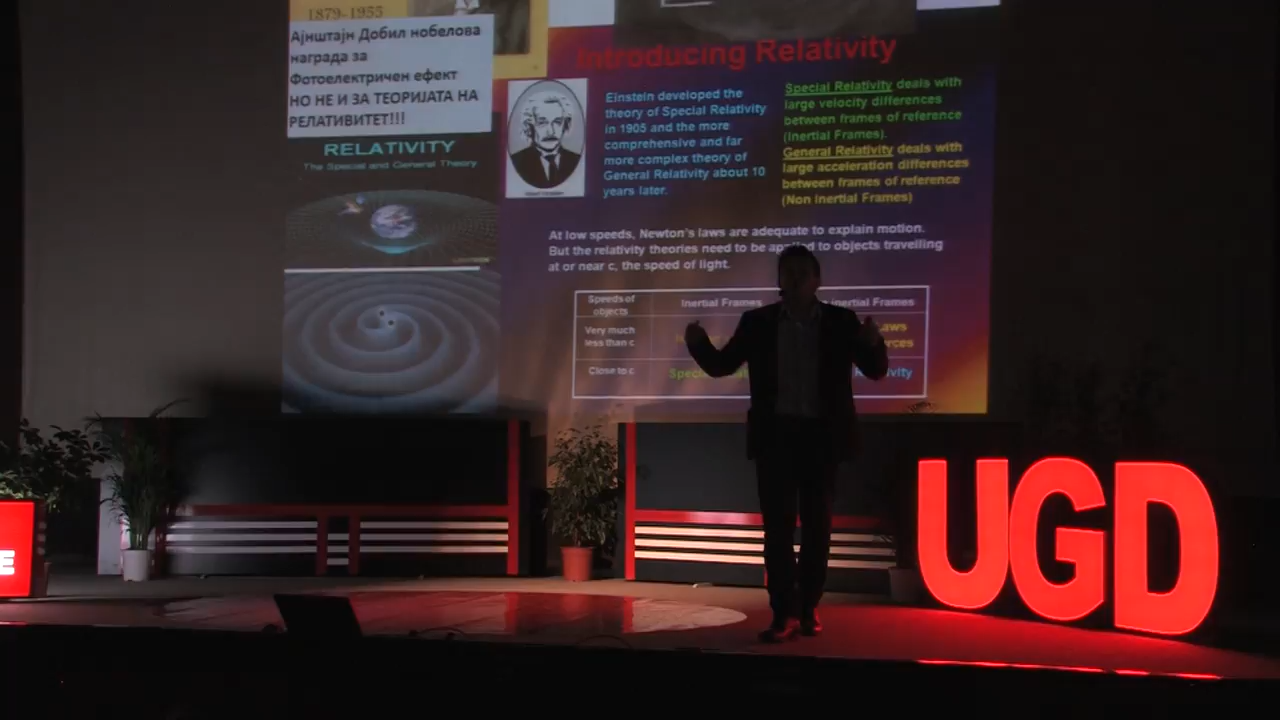 1879-1955
Ајнштајн Добил нобелова
награда за
Фотоелектричен ефект
НО НЕ И ЗА ТЕОРИЈАТА НА
РЕЛАТИВИТЕТ!!!
RELATIVITY
The Special and General Theory
Introducing Relativity
Einstein developed the
theory of Special Relativity
in 1905 and the more
comprehensive and far
more complex theory of
General Relativity about 10
years later.
Special Relativity deals with
large velocity differences
between frames of reference
(Inertial Frames).
General Relativity deals with
large acceleration differences
between frames of reference
(Non Inertial Frames)
At low speeds, Newton's laws are adequate to explain motion.
But the relativity theories need to be applied to objects travelling
at or near c, the speed of light.
Speeds of
objects
Inertial Frames
inertial Frames
Very much
less than c
Close to c
UGD
E